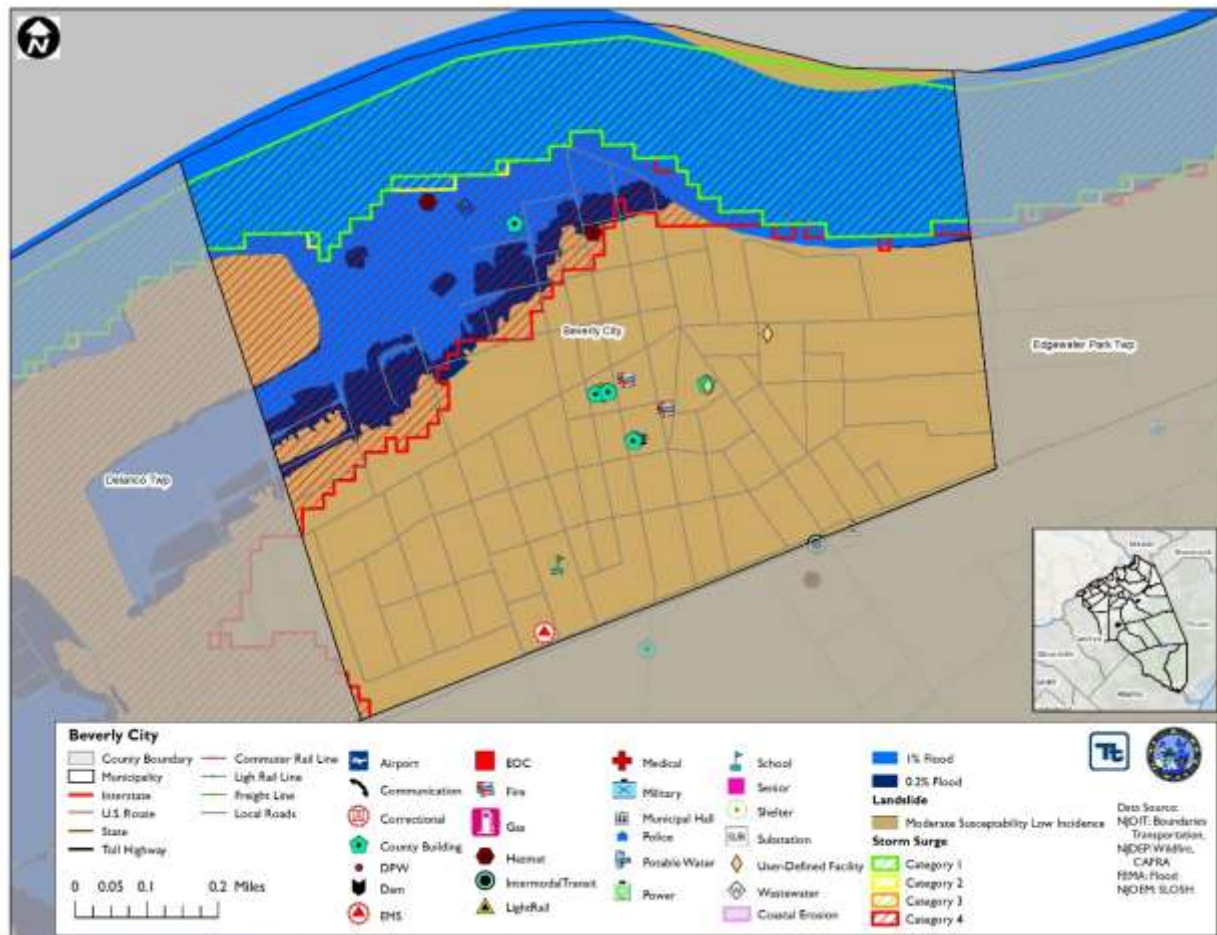 N
Beverly City
Edgewater Park Twp
Delanco Twp
Beverly City
County Boundary
Municipality
Interstate
U.S. Route
State
Toll Highway
Commuter Rail Line
Ligh Rail Line
Freight Line
Local Roads
0 0.05 0.1 0.2 Miles
Airport
Communication
Correctional
County Building
DPW
Dam
EMS
EOC
Fire
Gas
Hazmat
IntermodalTransit
LightRail
Medical
Military
Municipal Hall
Police
Potable Water
Power
School
Senior
Shelter
SUB
Substation
User-Defined Facility
Wastewater
Coastal Erosion
1% Flood
0.2% Flood
Landslide
Moderate Susceptability Low Incidence
Storm Surge
Category 1
Category 2
Category 3
Category 4
Tt
Data Source:
NJOIT: Boundaries
Transportation,
NJDEP: Wildfire,
CAFRA
FEMA: Flood
NJOEM: SLOSH